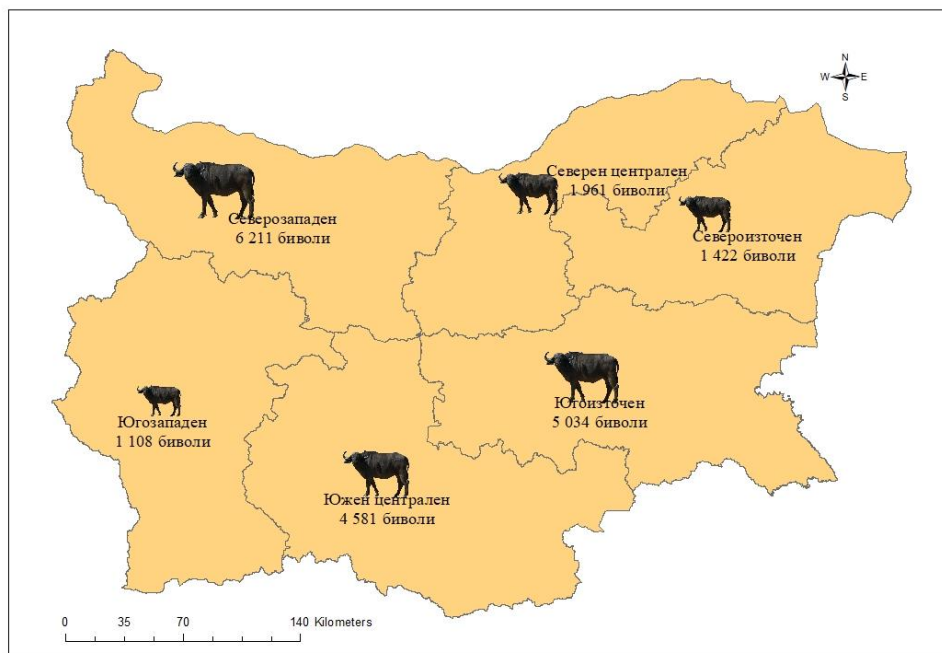 N
W E
S
Северен централен
1 961 биволи
Северозападен
6 211 биволи
Североизточен
1 422 биволи
Югоизточен
5 034 биволи
Югозападен
1 108 биволи
Южен централен
4 581 биволи
0 35 70 140 Kilometers